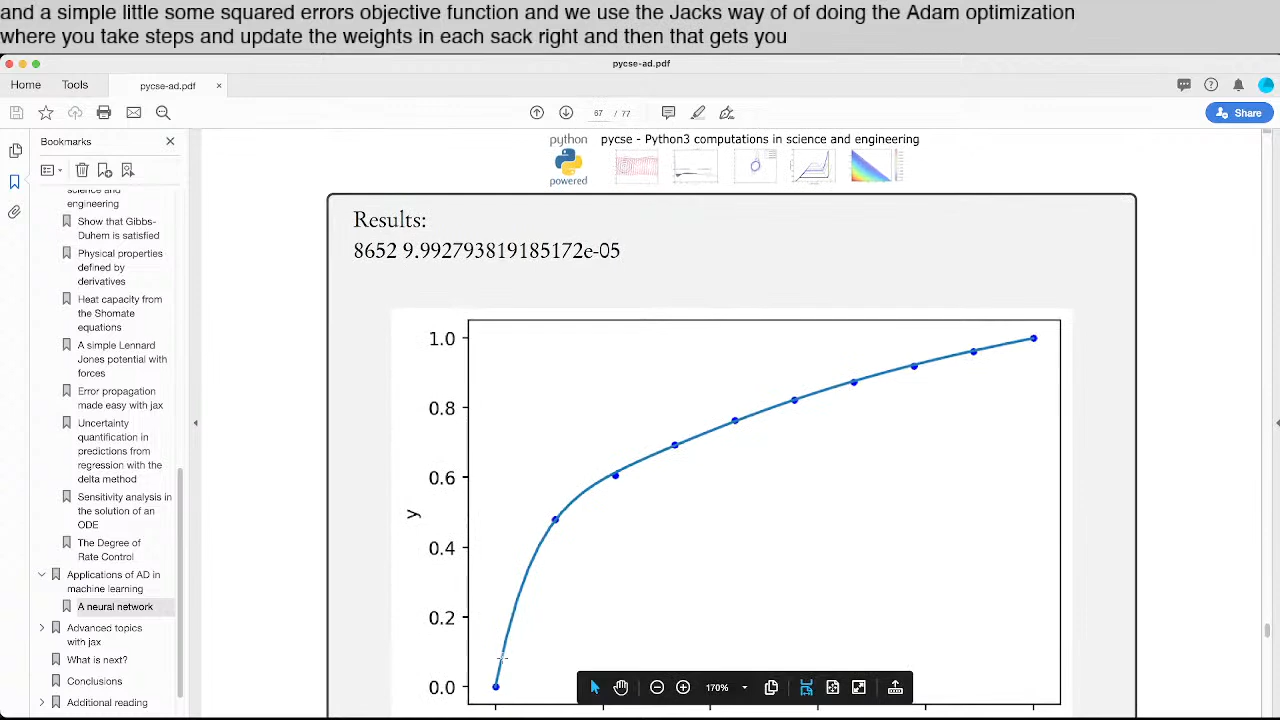 and a simple little some squared errors objective function and we use the Jacks way of of doing the Adam optimization
where you take steps and update the weights in each sack right and then that gets you
pycse-ad.pdf
Home
Tools
pycse-ad.pdf
67 / 77
Share
Bookmarks
science and
engineering
Show that Gibbs-
Duhem is satisfied
Physical properties
defined by
derivatives
Heat capacity from
the Shomate
equations
A simple Lennard
Jones potential with
forces
Error propagation
made easy with jax
Uncertainty
quantification in
predictions from
regression with the
delta method
Sensitivity analysis in
the solution of an
ODE
The Degree of
Rate Control
Applications of AD in
machine learning
A neural network
Advanced topics
with jax
What is next?
Conclusions
Additional reading
python
powered
pycse - Python3 computations in science and engineering
Results:
8652 9.992793819185172e-05
1.0
0.8
0.6
y
0.4
0.2
0.0
170%